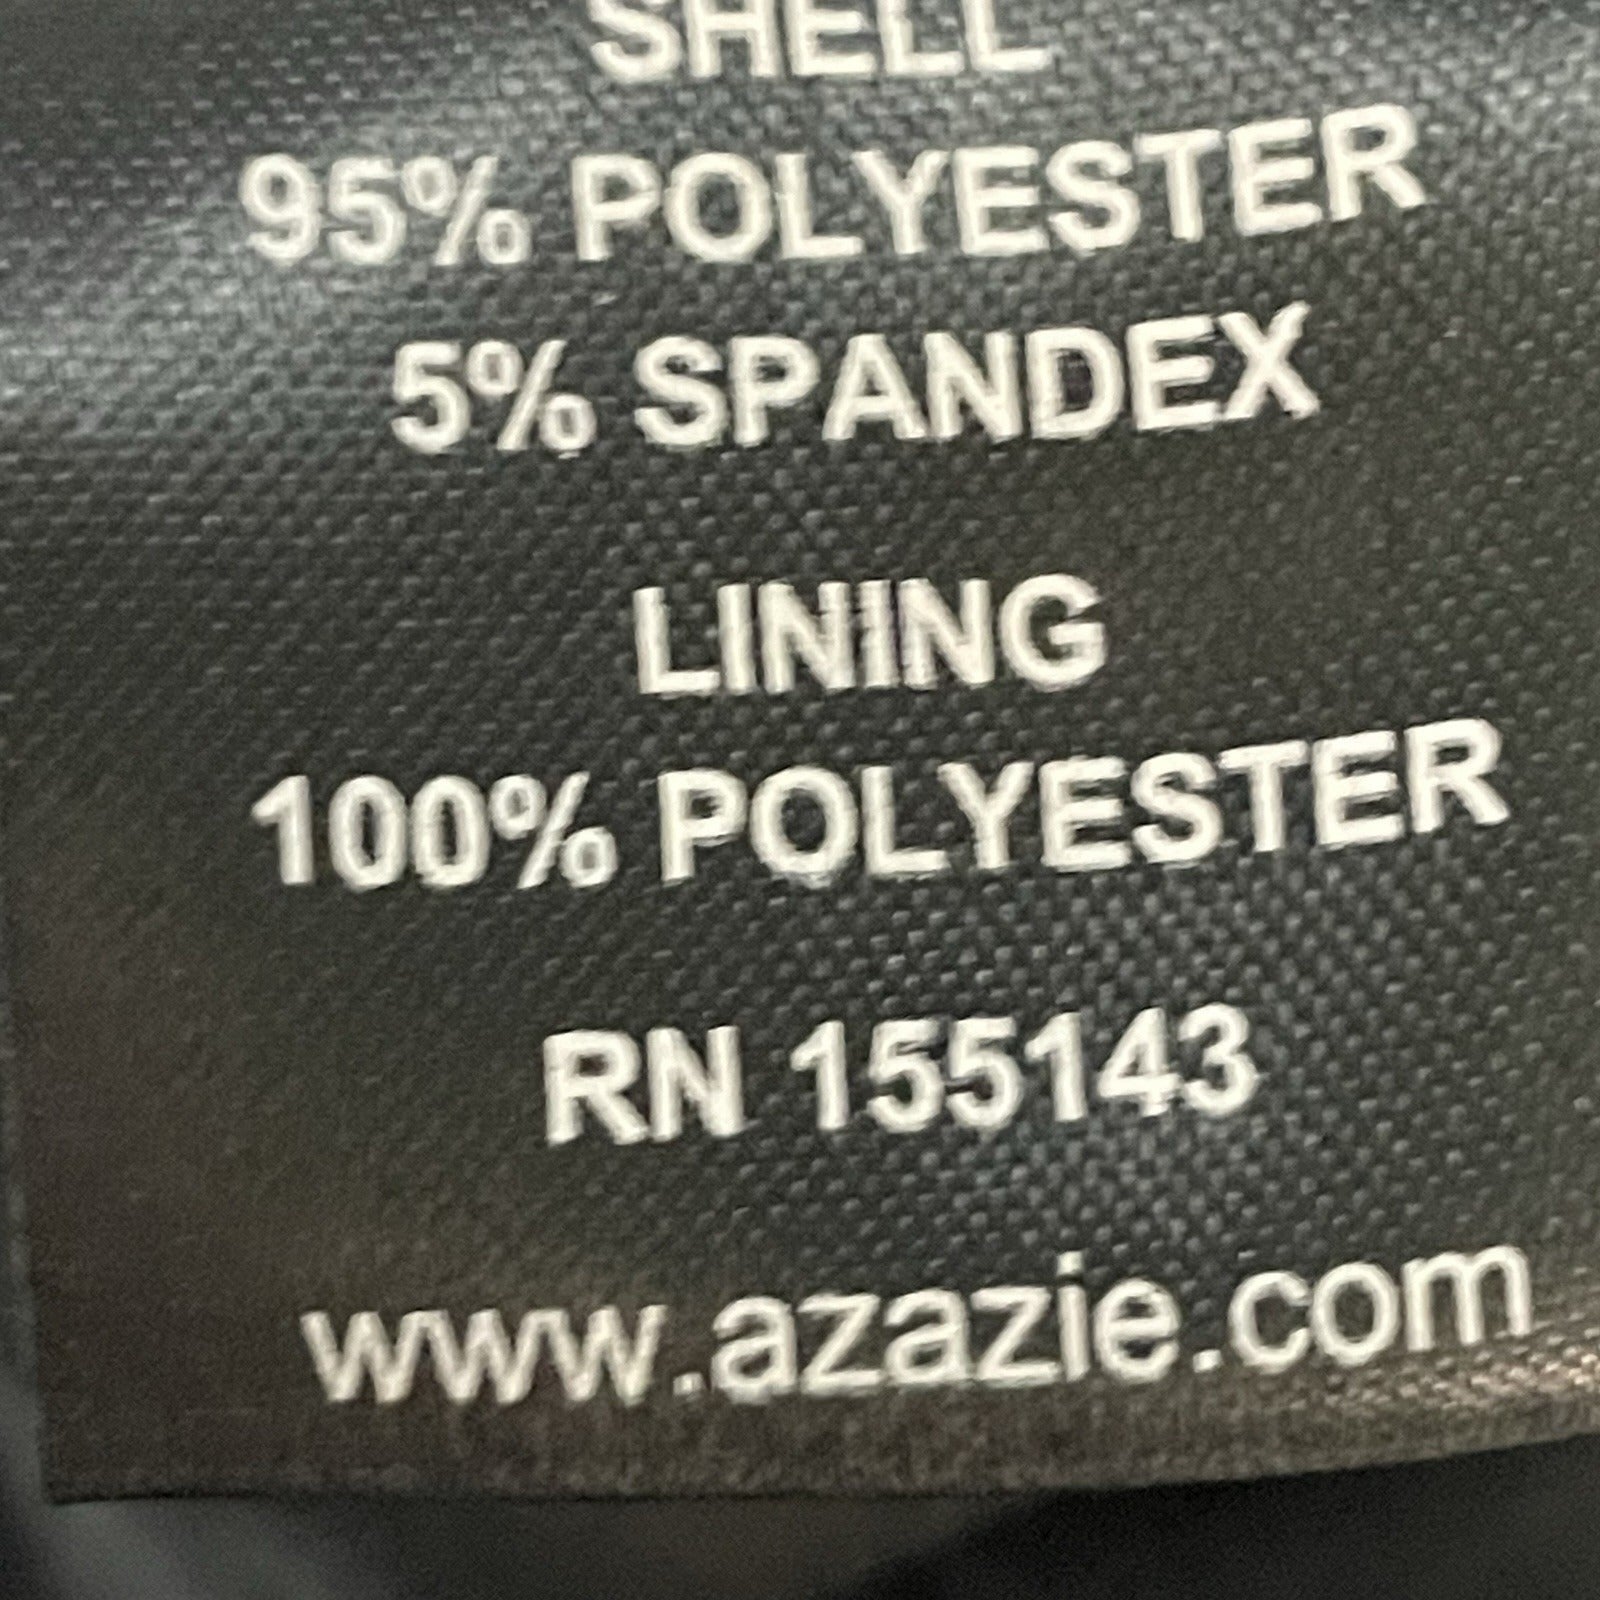 SHELL
95% POLYESTER
5% SPANDEX
LINING
100% POLYESTER
RN 155143
www.azazie.com